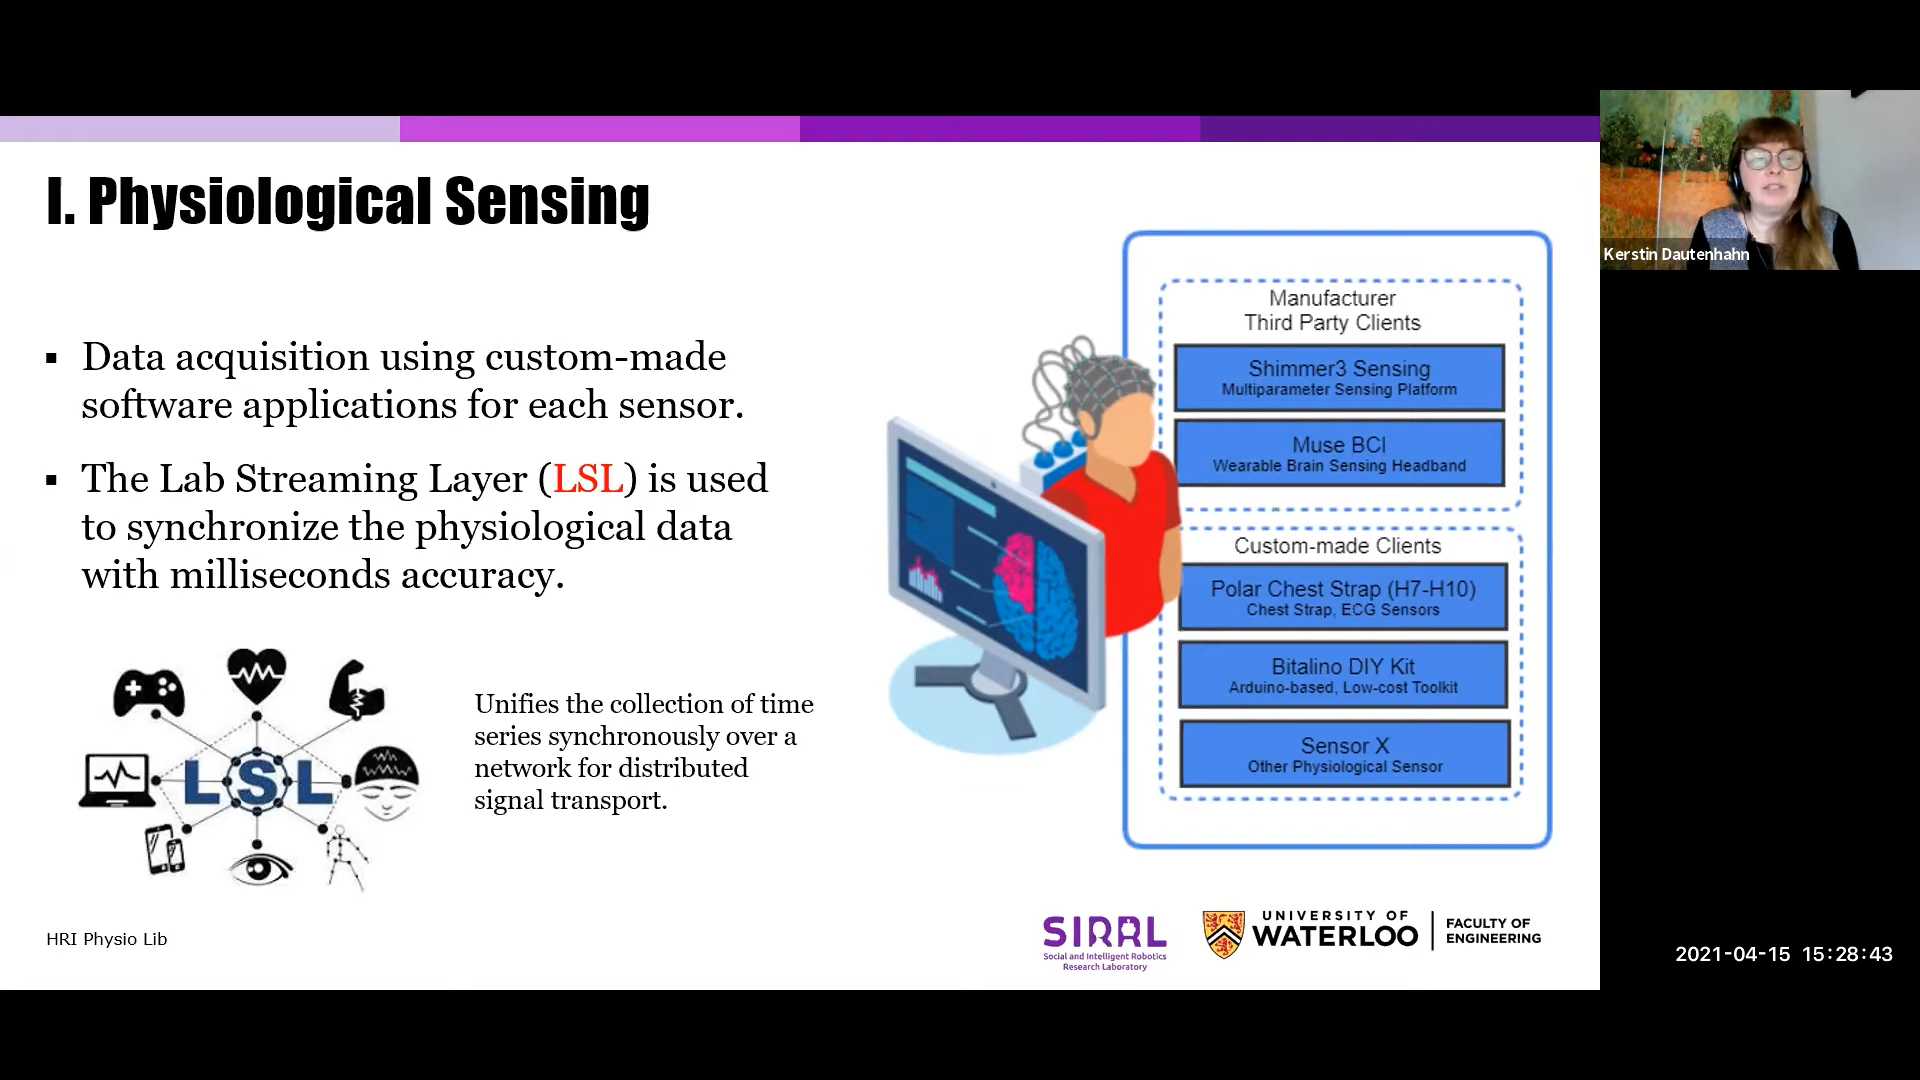 I. Physiological Sensing
▪ Data acquisition using custom-made
software applications for each sensor.
▪ The Lab Streaming Layer (LSL) is used
to synchronize the physiological data
with milliseconds accuracy.
LSL
Unifies the collection of time
series synchronously over a
network for distributed
signal transport.
Manufacturer
Third Party Clients
Shimmer3 Sensing
Multiparameter Sensing Platform
Muse BCI
Wearable Brain Sensing Headband
Custom-made Clients
Polar Chest Strap (H7-H10)
Chest Strap, ECG Sensors
Bitalino DIY Kit
Arduino-based, Low-cost Toolkit
Sensor X
Other Physiological Sensor
HRI Physio Lib
SIRRL
Social and Intelligent Robotics
Research Laboratory
UNIVERSITY OF
WATERLOO
FACULTY OF
ENGINEERING
Kerstin Dautenhahn
2021-04-15 15:28:43